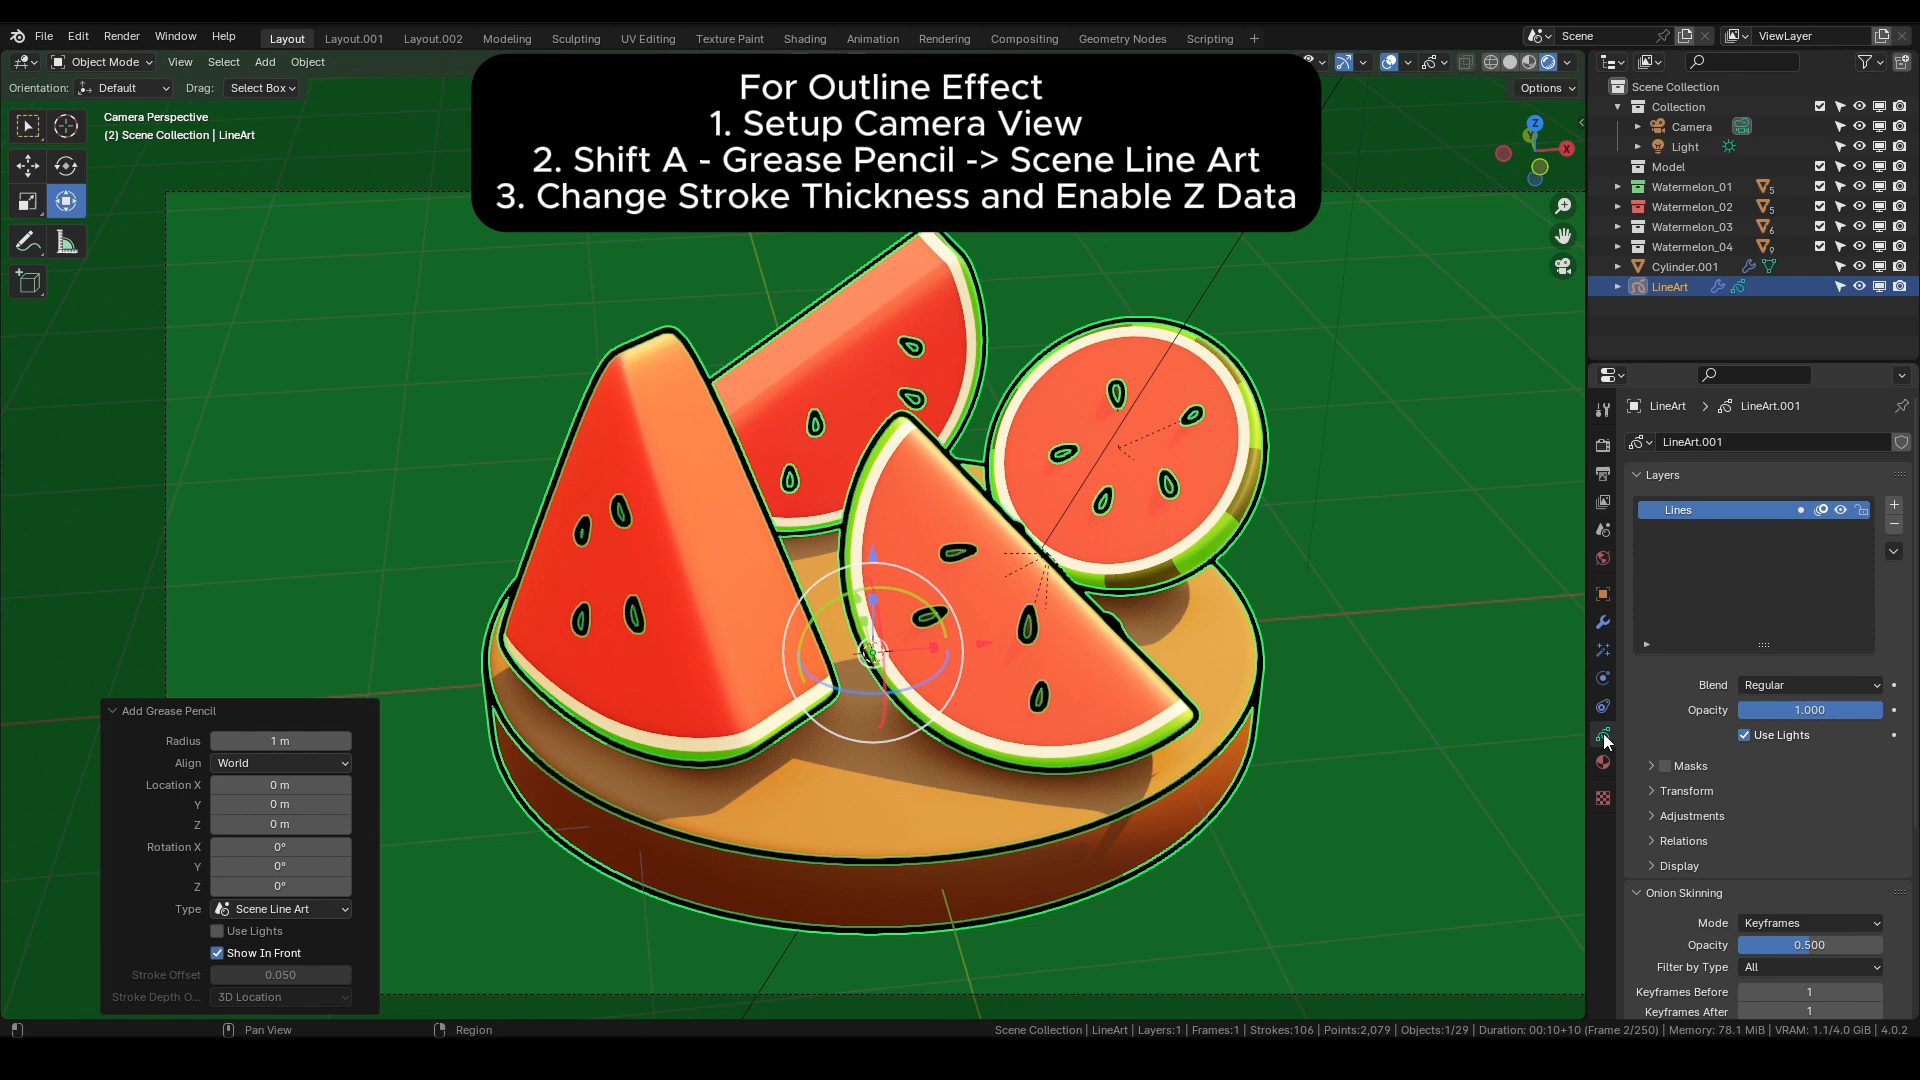 File Edit Render Window Help Layout Layout.001 Layout.002 Modeling Sculpting UV Editing Texture Paint Shading Animation Rendering Compositing Geometry Nodes Scripting + Scene ViewLayer
Object Mode View Select Add Object
Orientation: Default Drag: Select Box Options
For Outline Effect
1. Setup Camera View
2. Shift A - Grease Pencil -> Scene Line Art
3. Change Stroke Thickness and Enable Z Data
Camera Perspective
(2) Scene Collection | LineArt
Z
Y
X
Scene Collection
Collection
Camera
Light
Model
Watermelon_01 5
Watermelon_02 5
Watermelon_03 6
Watermelon_04 9
Cylinder.001
LineArt
LineArt > LineArt.001
LineArt.001
Layers
Lines
Blend Regular
Opacity 1.000
Use Lights
Masks
Transform
Adjustments
Relations
Display
Onion Skinning
Mode Keyframes
Opacity 0.500
Filter by Type All
Keyframes Before 1
Keyframes After 1
Add Grease Pencil
Radius 1 m
Align World
Location X 0 m
Y 0 m
Z 0 m
Rotation X 0°
Y 0°
Z 0°
Type Scene Line Art
Use Lights
Show In Front
Stroke Offset 0.050
Stroke Depth O... 3D Location
Pan View Region Scene Collection | LineArt | Layers:1 | Frames:1 | Strokes:106 | Points:2,079 | Objects:1/29 | Duration: 00:10+10 (Frame 2/250) | Memory: 78.1 MiB | VRAM: 1.1/4.0 GiB | 4.0.2